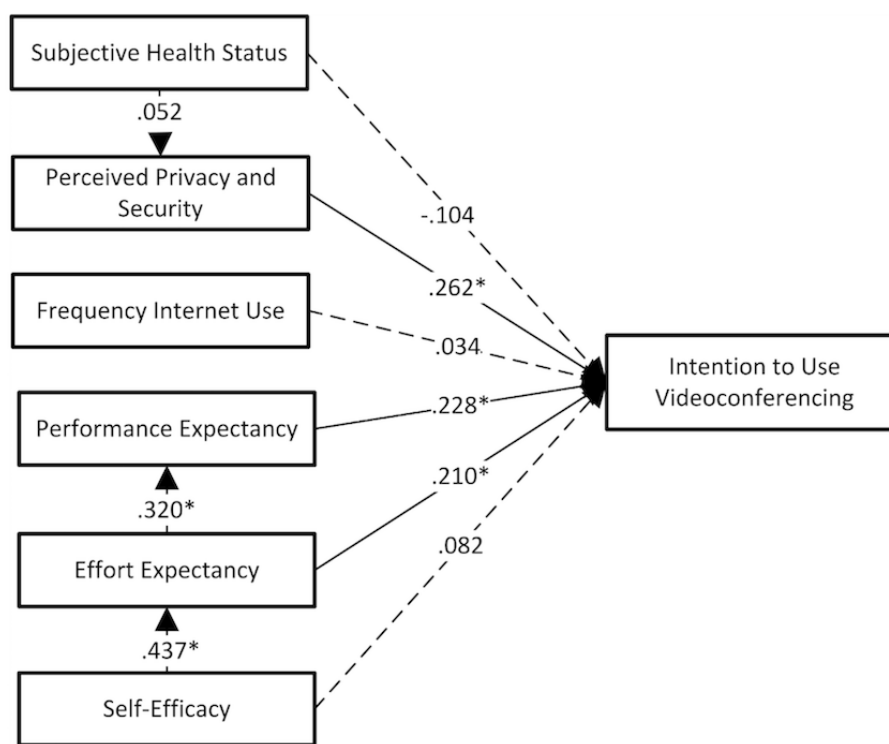 Subjective Health Status
.052
Perceived Privacy and
Security
-.104
.262*
Frequency Internet Use
.034
Intention to Use
Videoconferencing
Performance Expectancy
.228*
.320*
.210*
Effort Expectancy
.082
.437*
Self-Efficacy